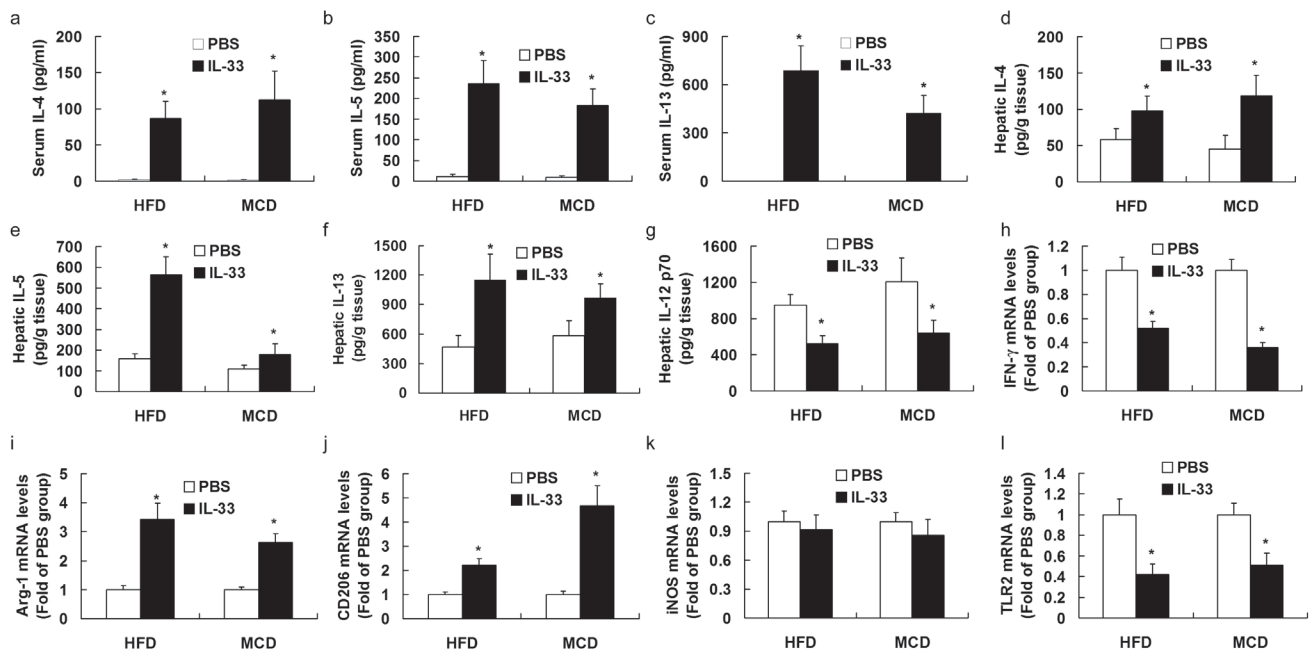 a
Serum IL-4 (pg/ml)
200
150
100
50
0
PBS
IL-33
*
*
HFD
MCD
b
Serum IL-5 (pg/ml)
350
300
250
200
150
100
50
0
PBS
IL-33
*
*
HFD
MCD
c
Serum IL-13 (pg/ml)
900
600
300
0
PBS
IL-33
*
*
HFD
MCD
d
Hepatic IL-4
(pg/g tissue)
200
150
100
50
0
PBS
IL-33
*
*
HFD
MCD
e
Hepatic IL-5
(pg/g tissue)
700
600
500
400
300
200
100
0
PBS
IL-33
*
*
HFD
MCD
f
Hepatic IL-13
(pg/g tissue)
1500
1200
900
600
300
0
PBS
IL-33
*
*
HFD
MCD
g
Hepatic IL-12 p70
(pg/g tissue)
1600
1200
800
400
0
PBS
IL-33
*
*
HFD
MCD
h
IFN-γ mRNA levels
(Fold of PBS group)
1.2
1
0.8
0.6
0.4
0.2
0
PBS
IL-33
*
*
HFD
MCD
i
Arg-1 mRNA levels
(Fold of PBS group)
5
4
3
2
1
0
PBS
IL-33
*
*
HFD
MCD
j
CD206 mRNA levels
(Fold of PBS group)
6
5
4
3
2
1
0
PBS
IL-33
*
*
HFD
MCD
k
iNOS mRNA levels
(Fold of PBS group)
1.5
1.2
0.9
0.6
0.3
0
PBS
IL-33
HFD
MCD
l
TLR2 mRNA levels
(Fold of PBS group)
1.4
1.2
1
0.8
0.6
0.4
0.2
0
PBS
IL-33
*
*
HFD
MCD